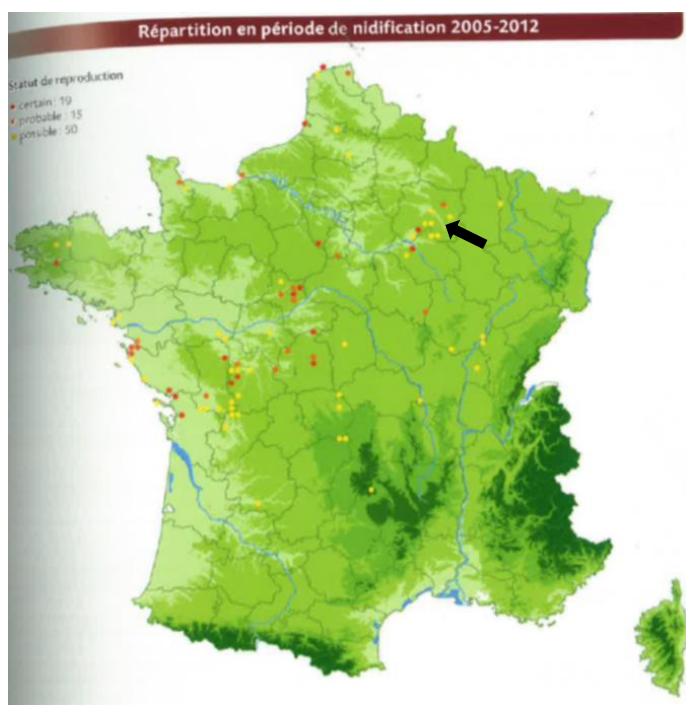 Répartition en période de nidification 2005-2012
Statut de reproduction
certain : 19
probable : 15
possible : 50